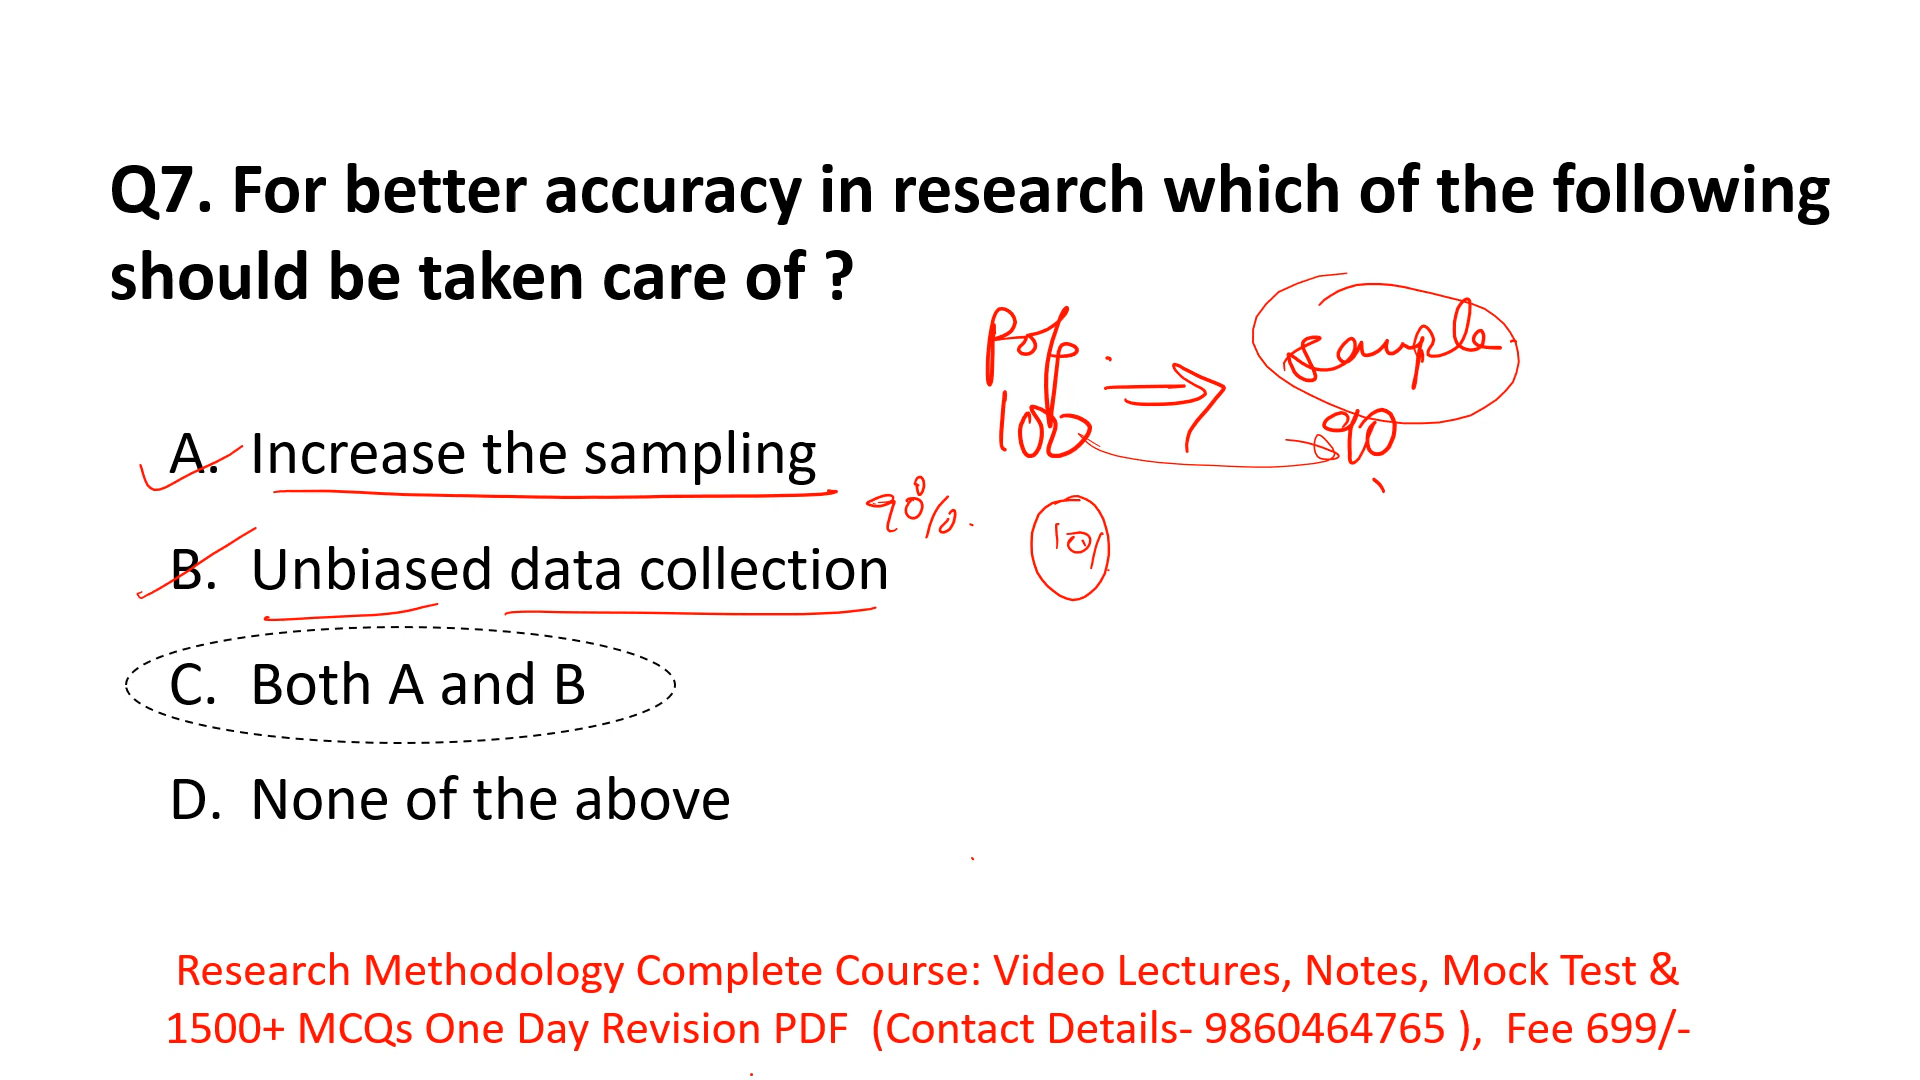 Q7. For better accuracy in research which of the following
should be taken care of ?
Pop. sample
100 90
A. Increase the sampling
90%.
10%
B. Unbiased data collection
C. Both A and B
D. None of the above
Research Methodology Complete Course: Video Lectures, Notes, Mock Test &
1500+ MCQs One Day Revision PDF (Contact Details- 9860464765 ), Fee 699/-